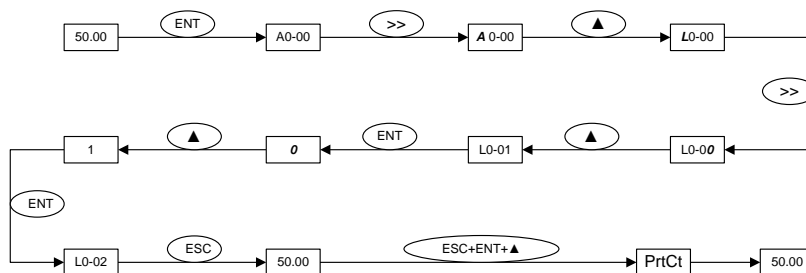 ENT >> ▲
50.00 A0-00 A 0-00 L0-00
>>
▲ ENT ▲
1 0 L0-01 L0-00
ENT
ESC ESC+ENT+▲
L0-02 50.00 PrtCt 50.00